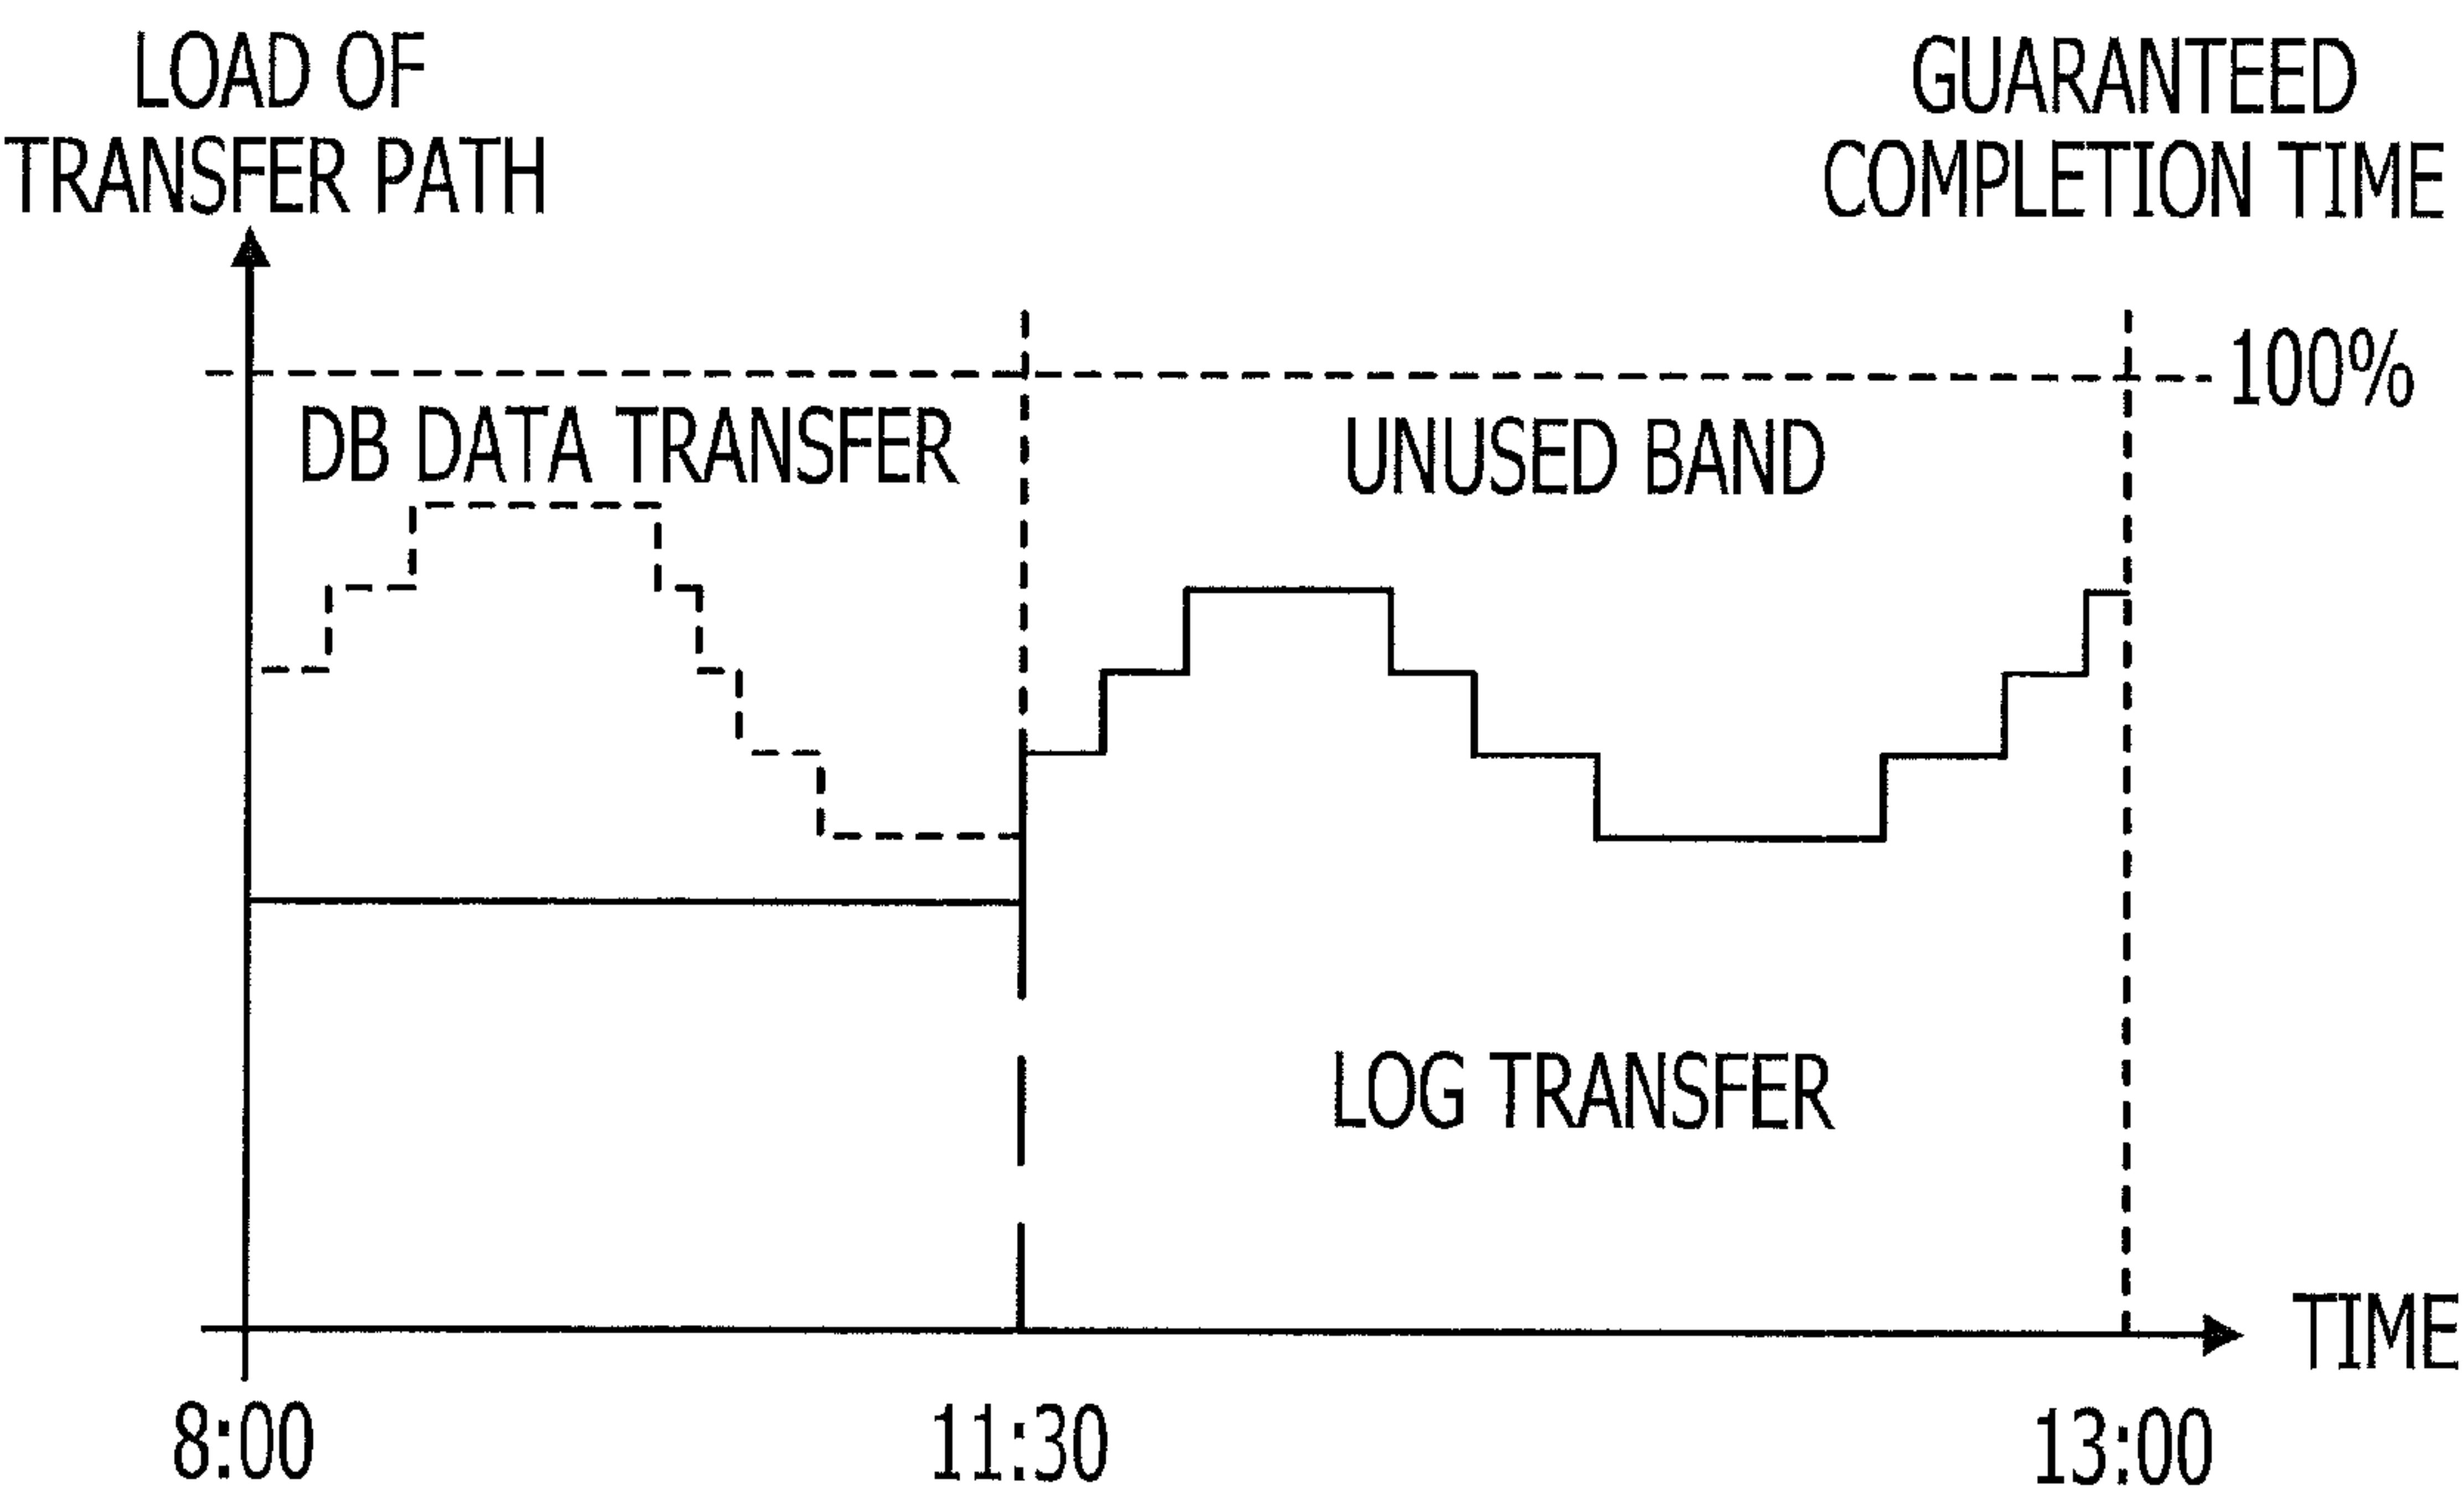 LOAD OF
TRANSFER PATH
GUARANTEED
COMPLETION TIME
100%
DB DATA TRANSFER
UNUSED BAND
LOG TRANSFER
TIME
8:00
11:30
13:00